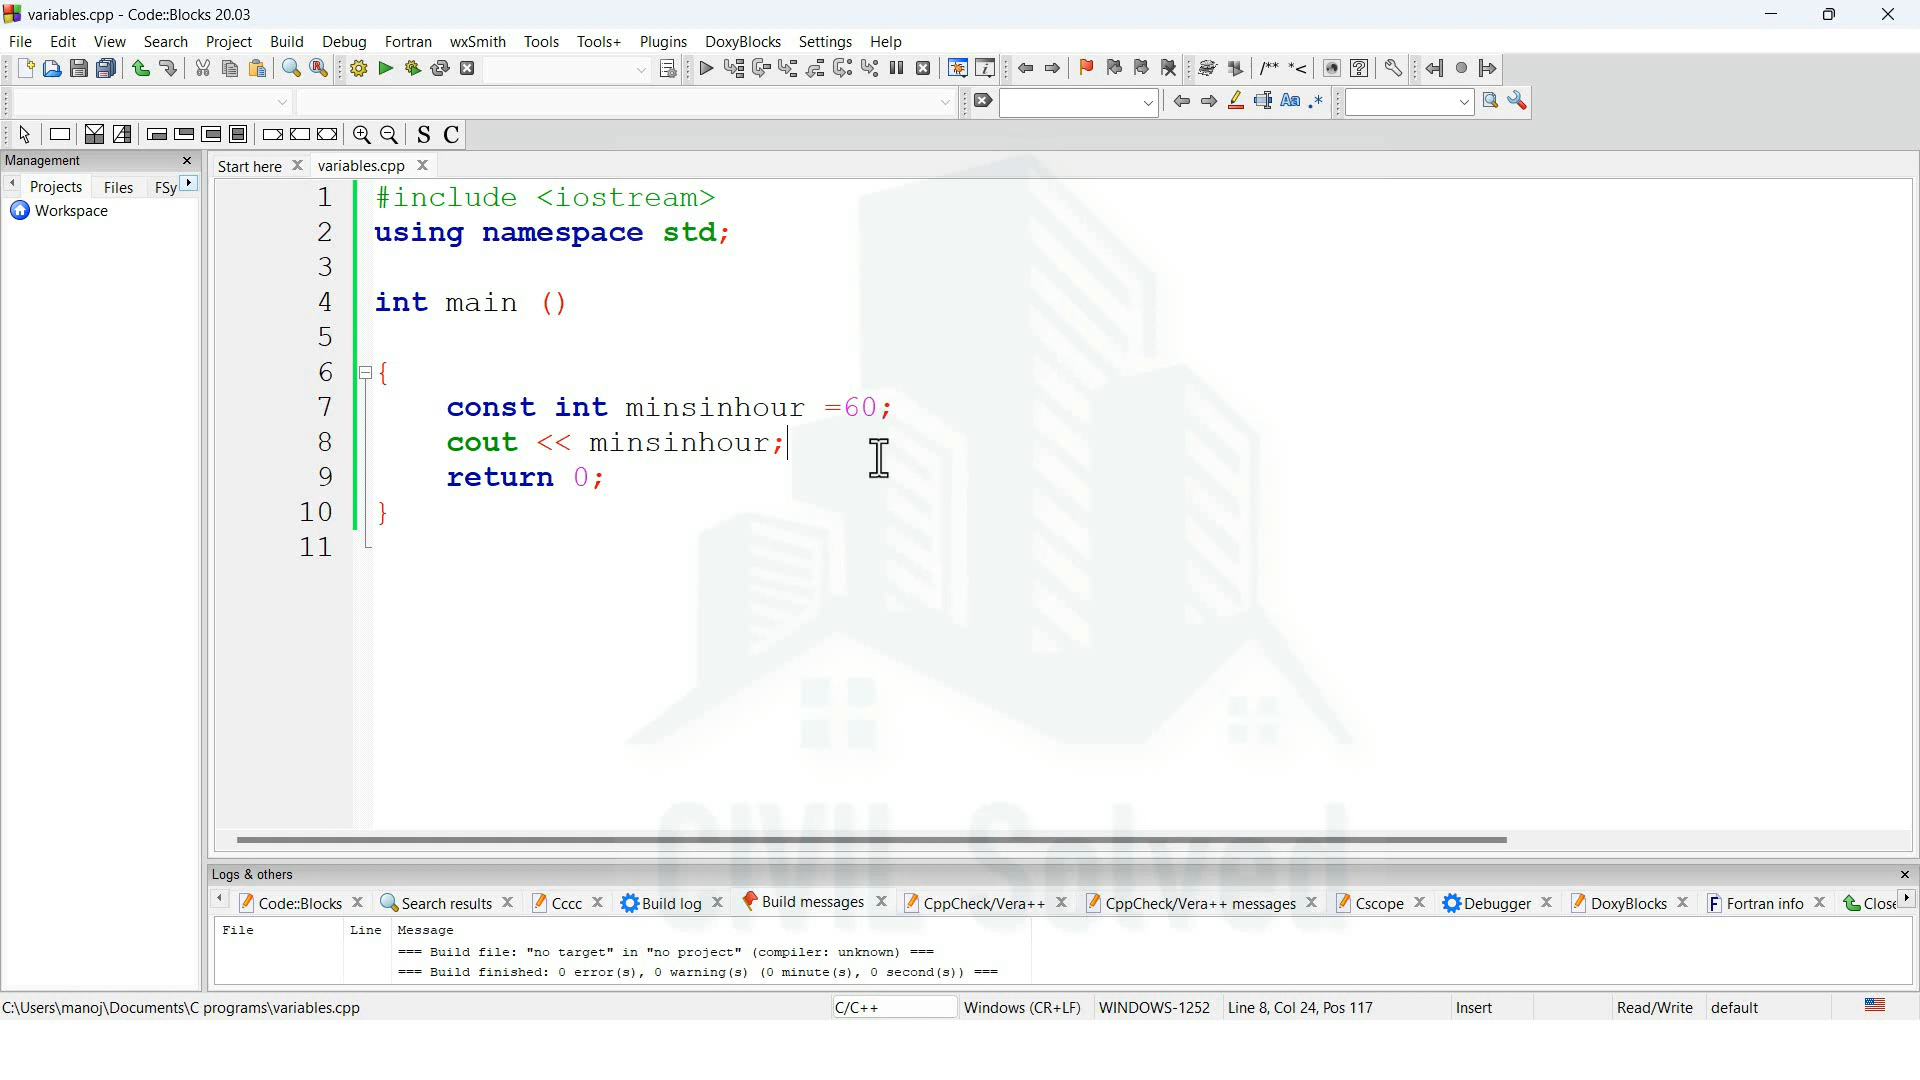 variables.cpp - Code::Blocks 20.03
File Edit View Search Project Build Debug Fortran wxSmith Tools Tools+ Plugins DoxyBlocks Settings Help
/** *<
Aa .*
S C
Management
Start here variables.cpp
Projects Files FSy
Workspace
1 #include <iostream>
2 using namespace std;
3
4 int main ()
5
6 {
7 const int minsinhour =60;
8 cout << minsinhour;
9 return 0;
10 }
11
CIVIL Solved
Logs & others
Code::Blocks Search results Cccc Build log Build messages CppCheck/Vera++ CppCheck/Vera++ messages Cscope Debugger DoxyBlocks Fortran info Close
File Line Message
=== Build file: "no target" in "no project" (compiler: unknown) ===
=== Build finished: 0 error(s), 0 warning(s) (0 minute(s), 0 second(s)) ===
C:\Users\manoj\Documents\C programs\variables.cpp C/C++ Windows (CR+LF) WINDOWS-1252 Line 8, Col 24, Pos 117 Insert Read/Write default